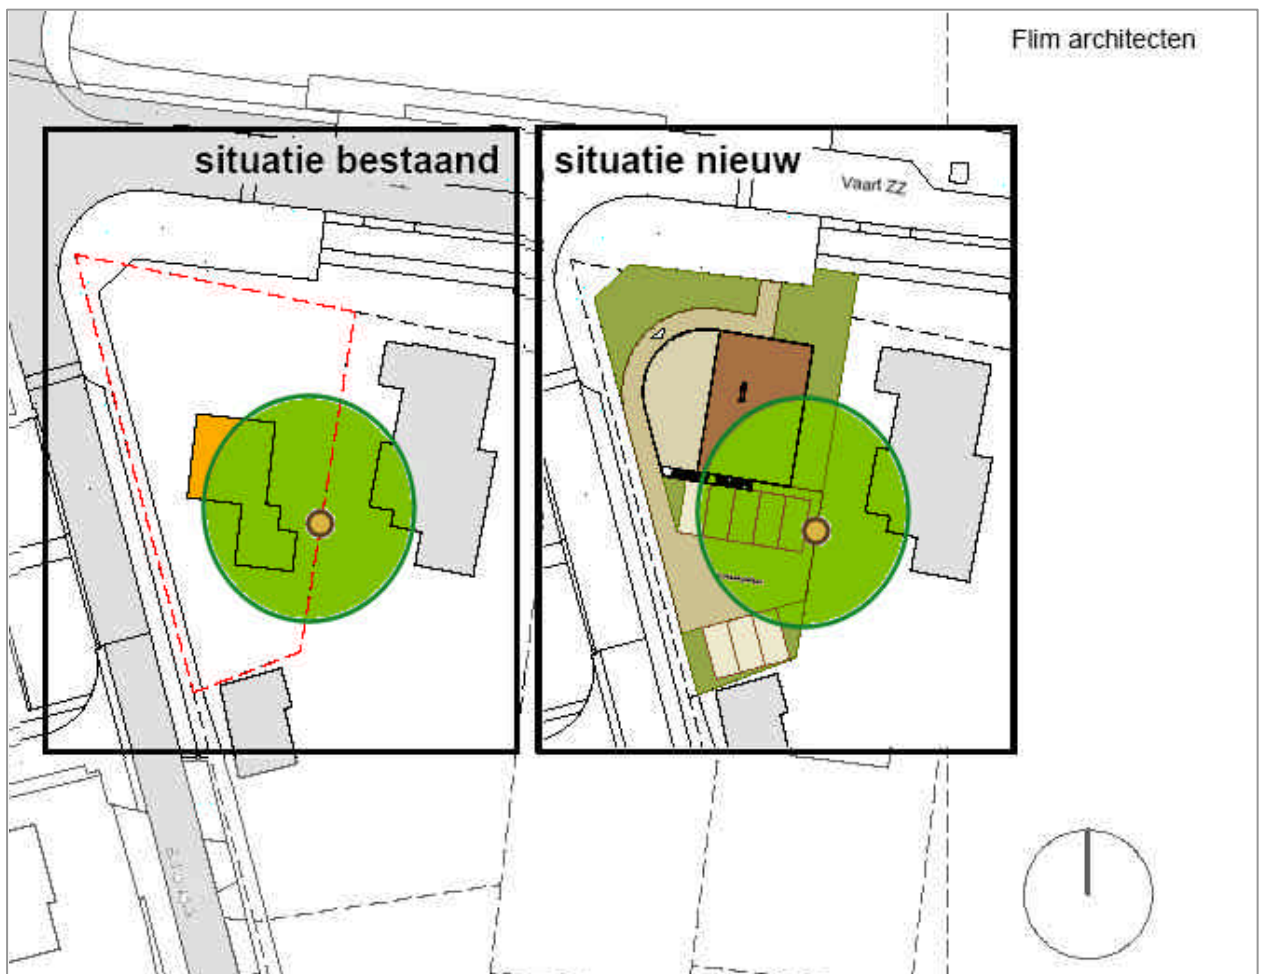 Flim architecten
situatie bestaand
situatie nieuw
Vaart ZZ